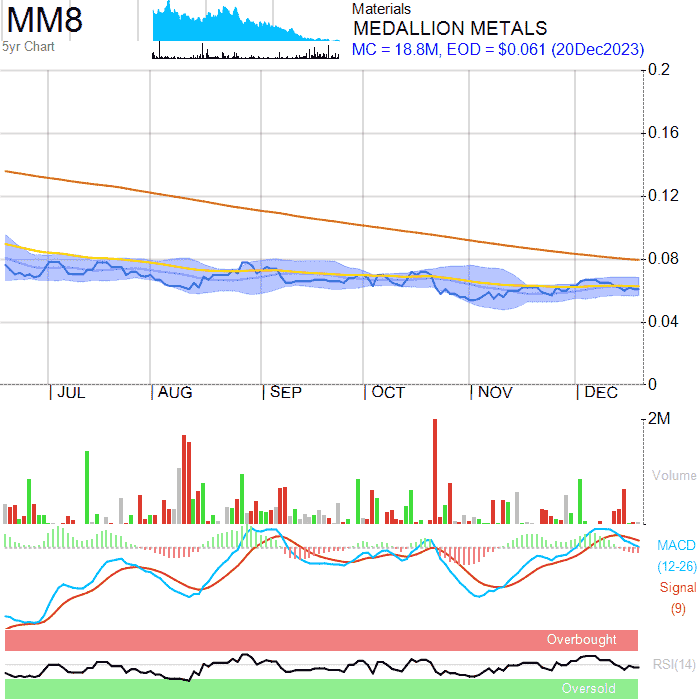 MM8
5yr Chart
Materials
MEDALLION METALS
MC = 18.8M, EOD = $0.061 (20Dec2023)
0.2
0.16
0.12
0.08
0.04
0
JUL AUG SEP OCT NOV DEC
2M
Volume
MACD
(12-26)
Signal
(9)
Overbought
RSI(14)
Oversold